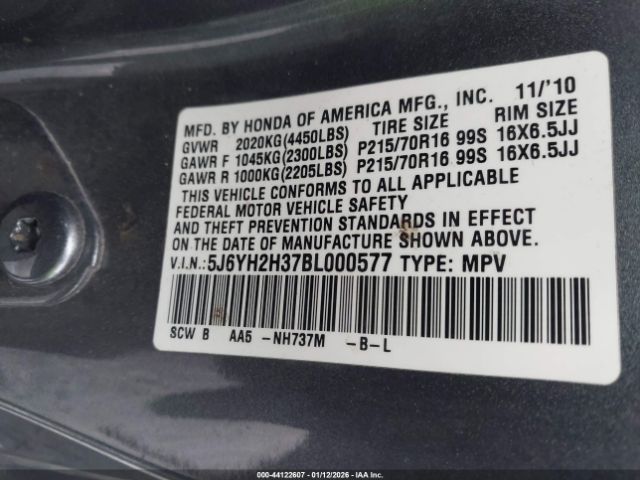 MFD. BY HONDA OF AMERICA MFG., INC. 11/'10
GVWR 2020KG(4450LBS) TIRE SIZE RIM SIZE
GAWR F 1045KG(2300LBS) P215/70R16 99S 16X6.5JJ
GAWR R 1000KG(2205LBS) P215/70R16 99S 16X6.5JJ
THIS VEHICLE CONFORMS TO ALL APPLICABLE
FEDERAL MOTOR VEHICLE SAFETY
AND THEFT PREVENTION STANDARDS IN EFFECT
ON THE DATE OF MANUFACTURE SHOWN ABOVE.
V.I.N.:5J6YH2H37BL000577 TYPE: MPV
SCW B AA5 -NH737M -B-L
000-44122607 - 01/12/2026 - IAAI.COM